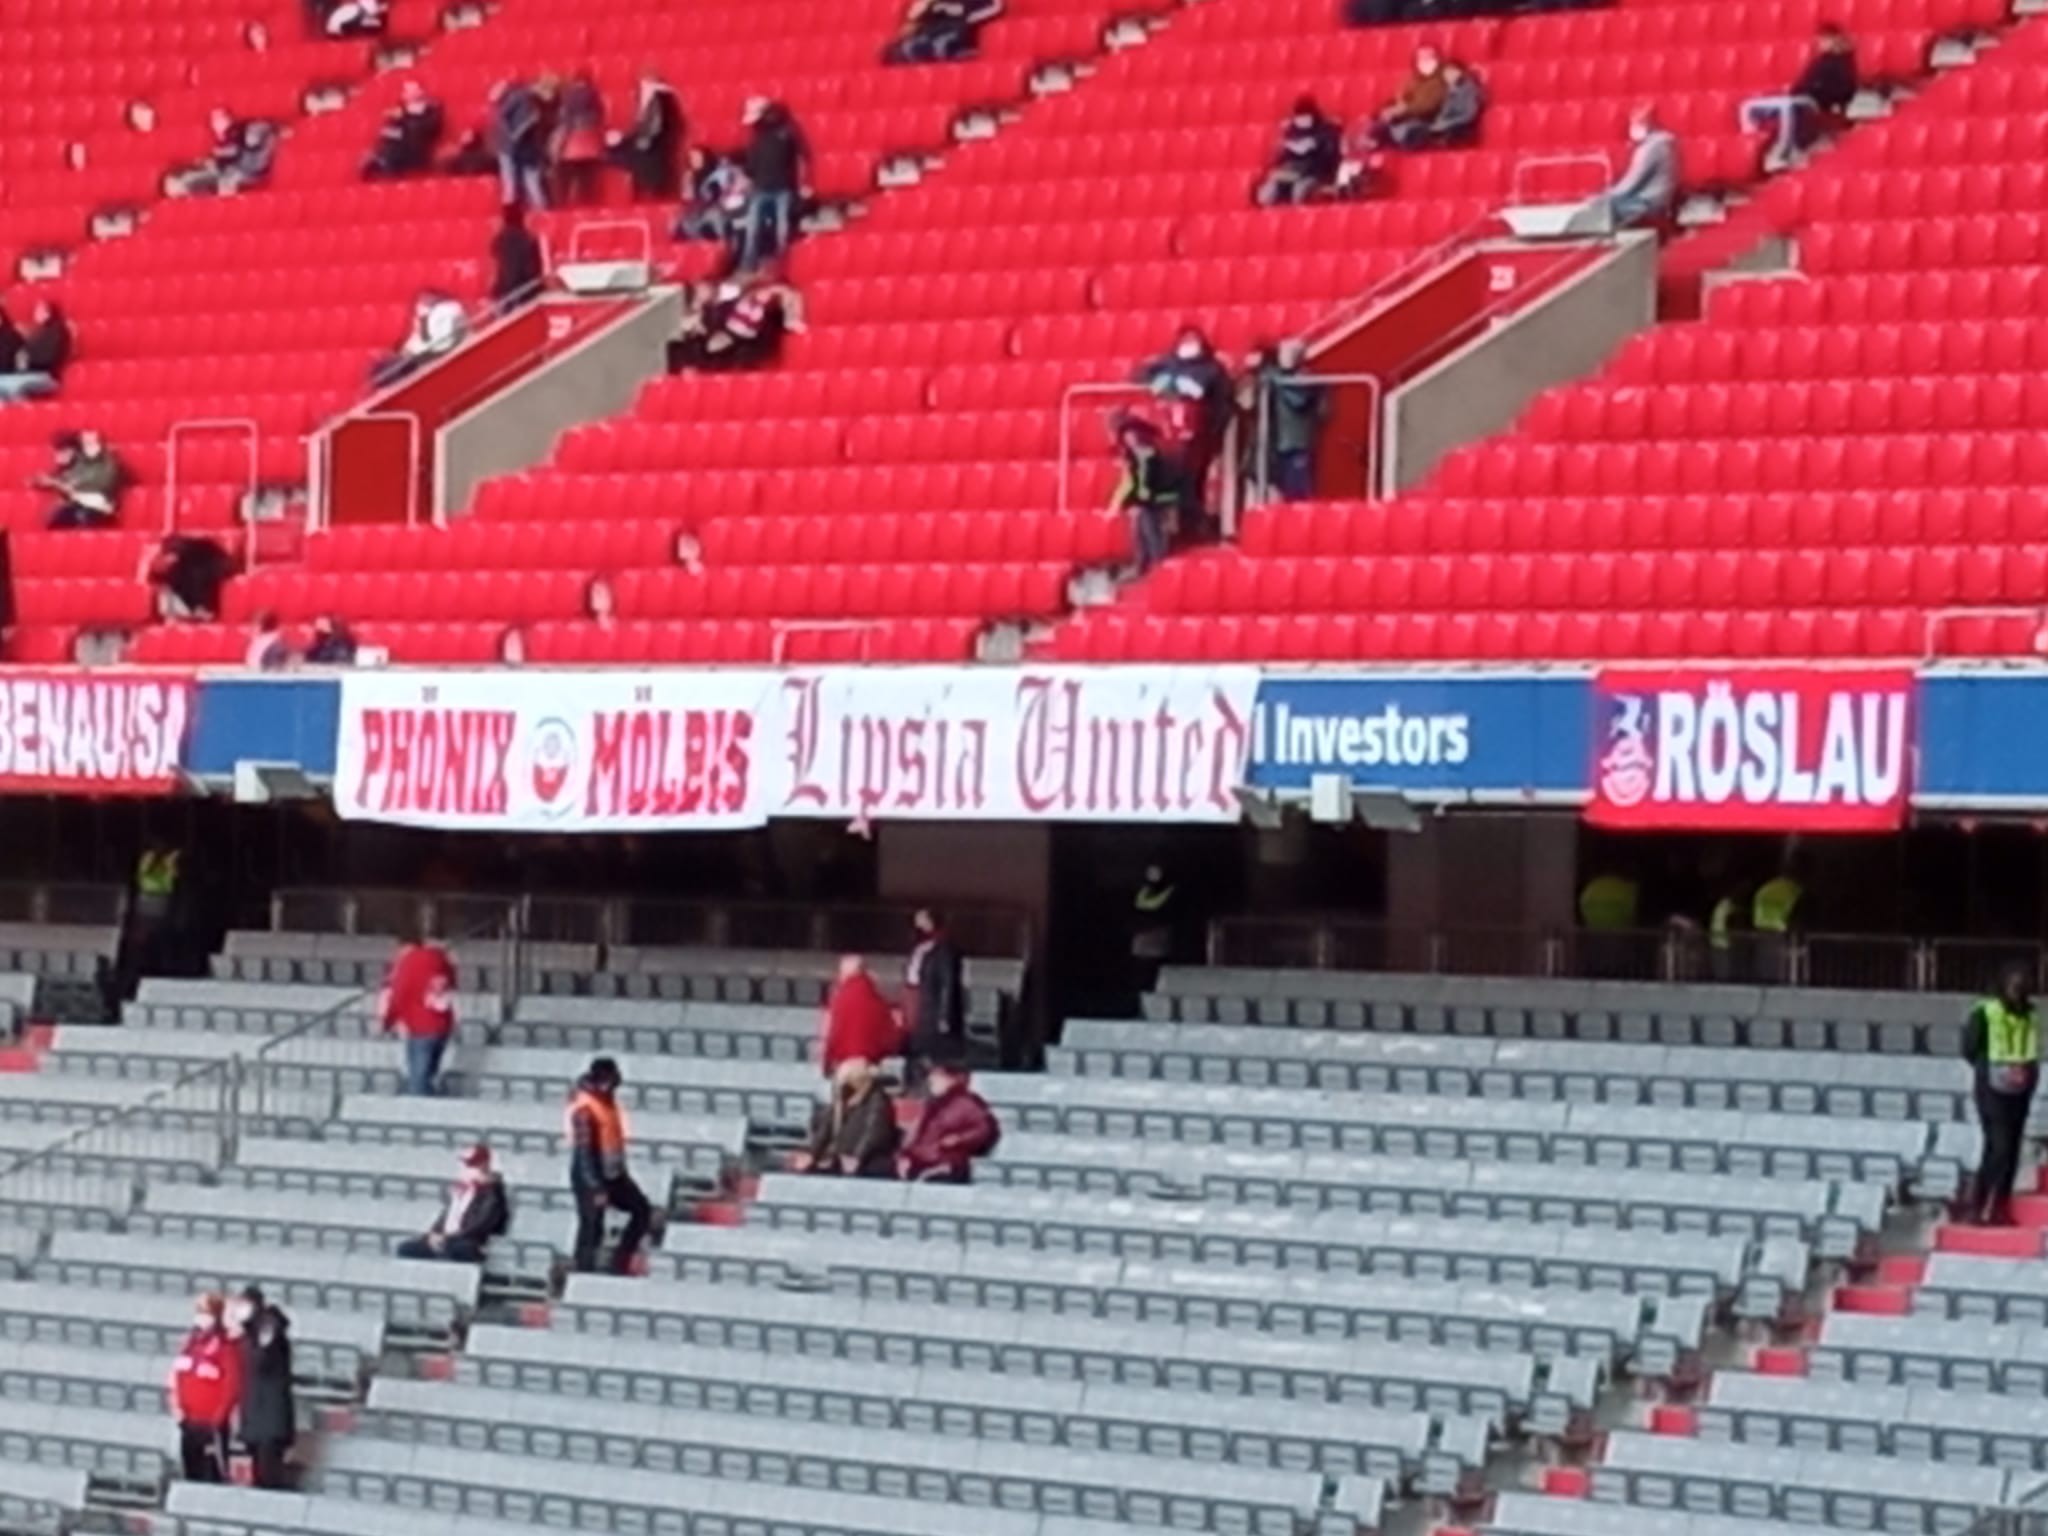 BENAU/SA
PHÖNIX MÖLBIS
Lipsia United
Investors
RÖSLAU